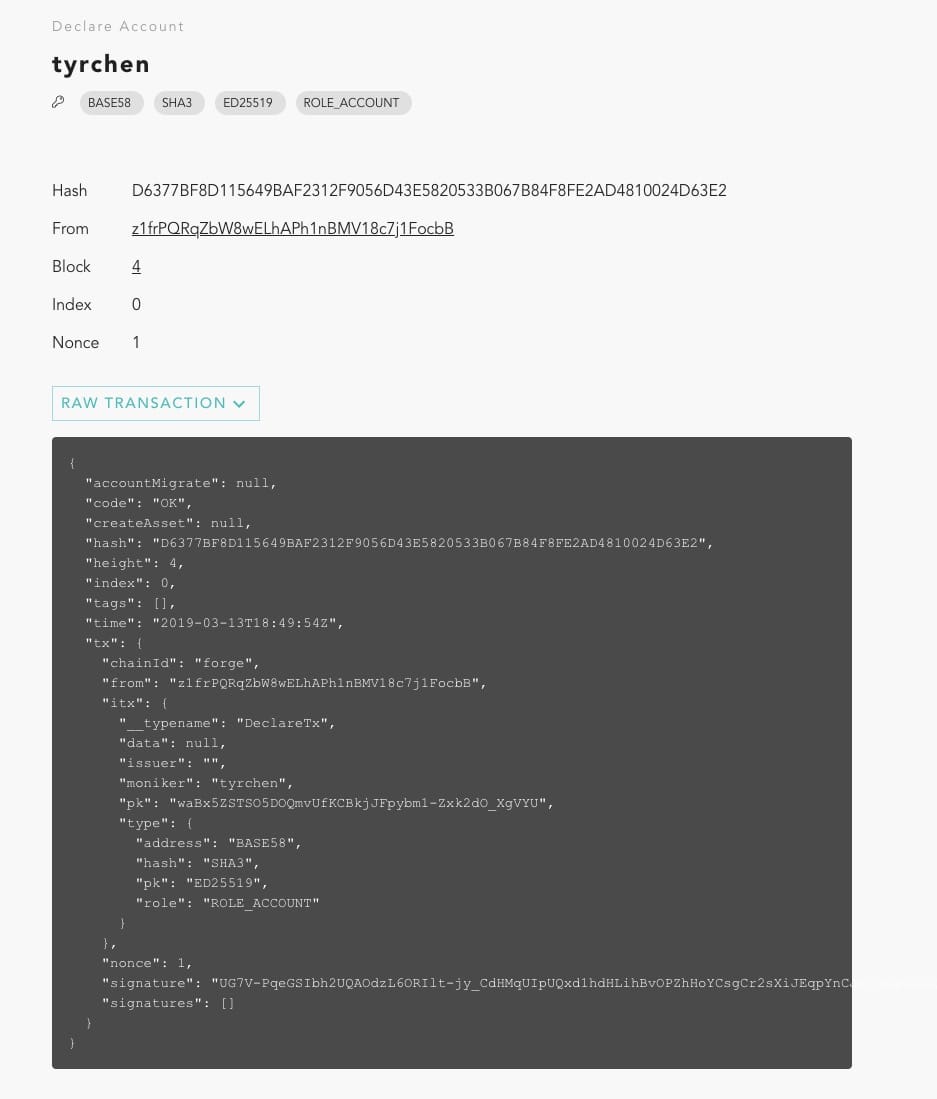 Declare Account
tyrchen
BASE58 SHA3 ED25519 ROLE_ACCOUNT
Hash D6377BF8D115649BAF2312F9056D43E5820533B067B84F8FE2AD4810024D63E2
From z1frPQRqZbW8wELhAPh1nBMV18c7j1FocbB
Block 4
Index 0
Nonce 1
RAW TRANSACTION
{
"accountMigrate": null,
"code": "OK",
"createAsset": null,
"hash": "D6377BF8D115649BAF2312F9056D43E5820533B067B84F8FE2AD4810024D63E2",
"height": 4,
"index": 0,
"tags": [],
"time": "2019-03-13T18:49:54Z",
"tx": {
"chainId": "forge",
"from": "z1frPQRqZbW8wELhAPh1nBMV18c7j1FocbB",
"itx": {
"__typename": "DeclareTx",
"data": null,
"issuer": "",
"moniker": "tyrchen",
"pk": "waBx5ZSTSO5DOQmvUfKCBkjJFpybm1-Zxk2dO_XgVYU",
"type": {
"address": "BASE58",
"hash": "SHA3",
"pk": "ED25519",
"role": "ROLE_ACCOUNT"
}
},
"nonce": 1,
"signature": "UG7V-PqeGSIbh2UQAOdzL6ORIlt-jy_CdHMqUIpUQxd1hdHLihBvOPZhHoYCsgCr2sXiJEqpYnC
"signatures": []
}
}